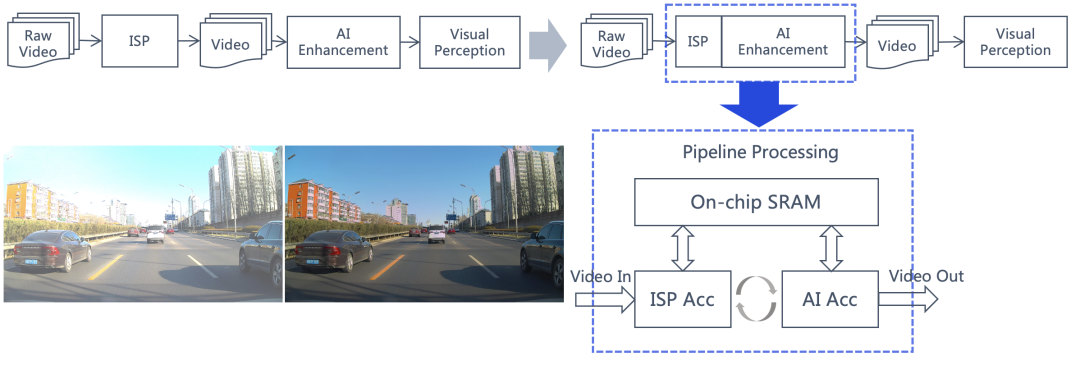 Raw
Video
ISP
Video
AI
Enhancement
Visual
Perception
Raw
Video
ISP
AI
Enhancement
Video
Visual
Perception
Pipeline Processing
On-chip SRAM
Video In
ISP Acc
AI Acc
Video Out